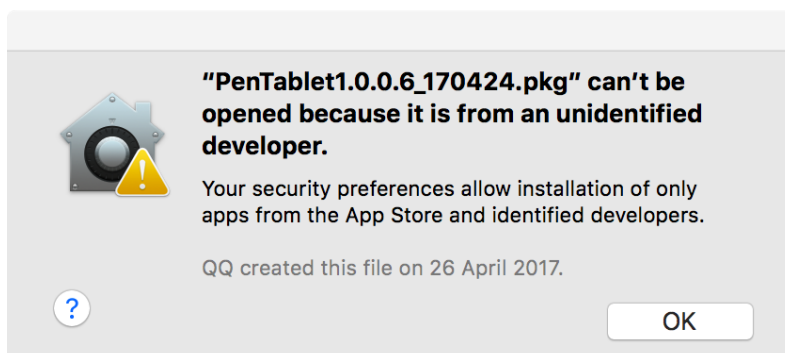 “PenTablet1.0.0.6_170424.pkg” can’t be
opened because it is from an unidentified
developer.
Your security preferences allow installation of only
apps from the App Store and identified developers.
QQ created this file on 26 April 2017.
?
OK